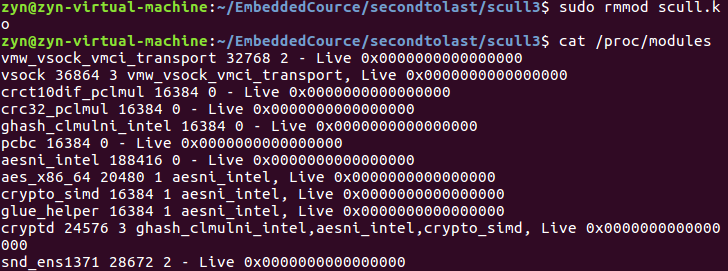 zyn@zyn-virtual-machine:~/EmbeddedCource/secondtolast/scull3$ sudo rmmod scull.k
o
zyn@zyn-virtual-machine:~/EmbeddedCource/secondtolast/scull3$ cat /proc/modules
vmw_vsock_vmci_transport 32768 2 - Live 0x0000000000000000
vsock 36864 3 vmw_vsock_vmci_transport, Live 0x0000000000000000
crct10dif_pclmul 16384 0 - Live 0x0000000000000000
crc32_pclmul 16384 0 - Live 0x0000000000000000
ghash_clmulni_intel 16384 0 - Live 0x0000000000000000
pcbc 16384 0 - Live 0x0000000000000000
aesni_intel 188416 0 - Live 0x0000000000000000
aes_x86_64 20480 1 aesni_intel, Live 0x0000000000000000
crypto_simd 16384 1 aesni_intel, Live 0x0000000000000000
glue_helper 16384 1 aesni_intel, Live 0x0000000000000000
cryptd 24576 3 ghash_clmulni_intel,aesni_intel,crypto_simd, Live 0x0000000000000
000
snd_ens1371 28672 2 - Live 0x0000000000000000